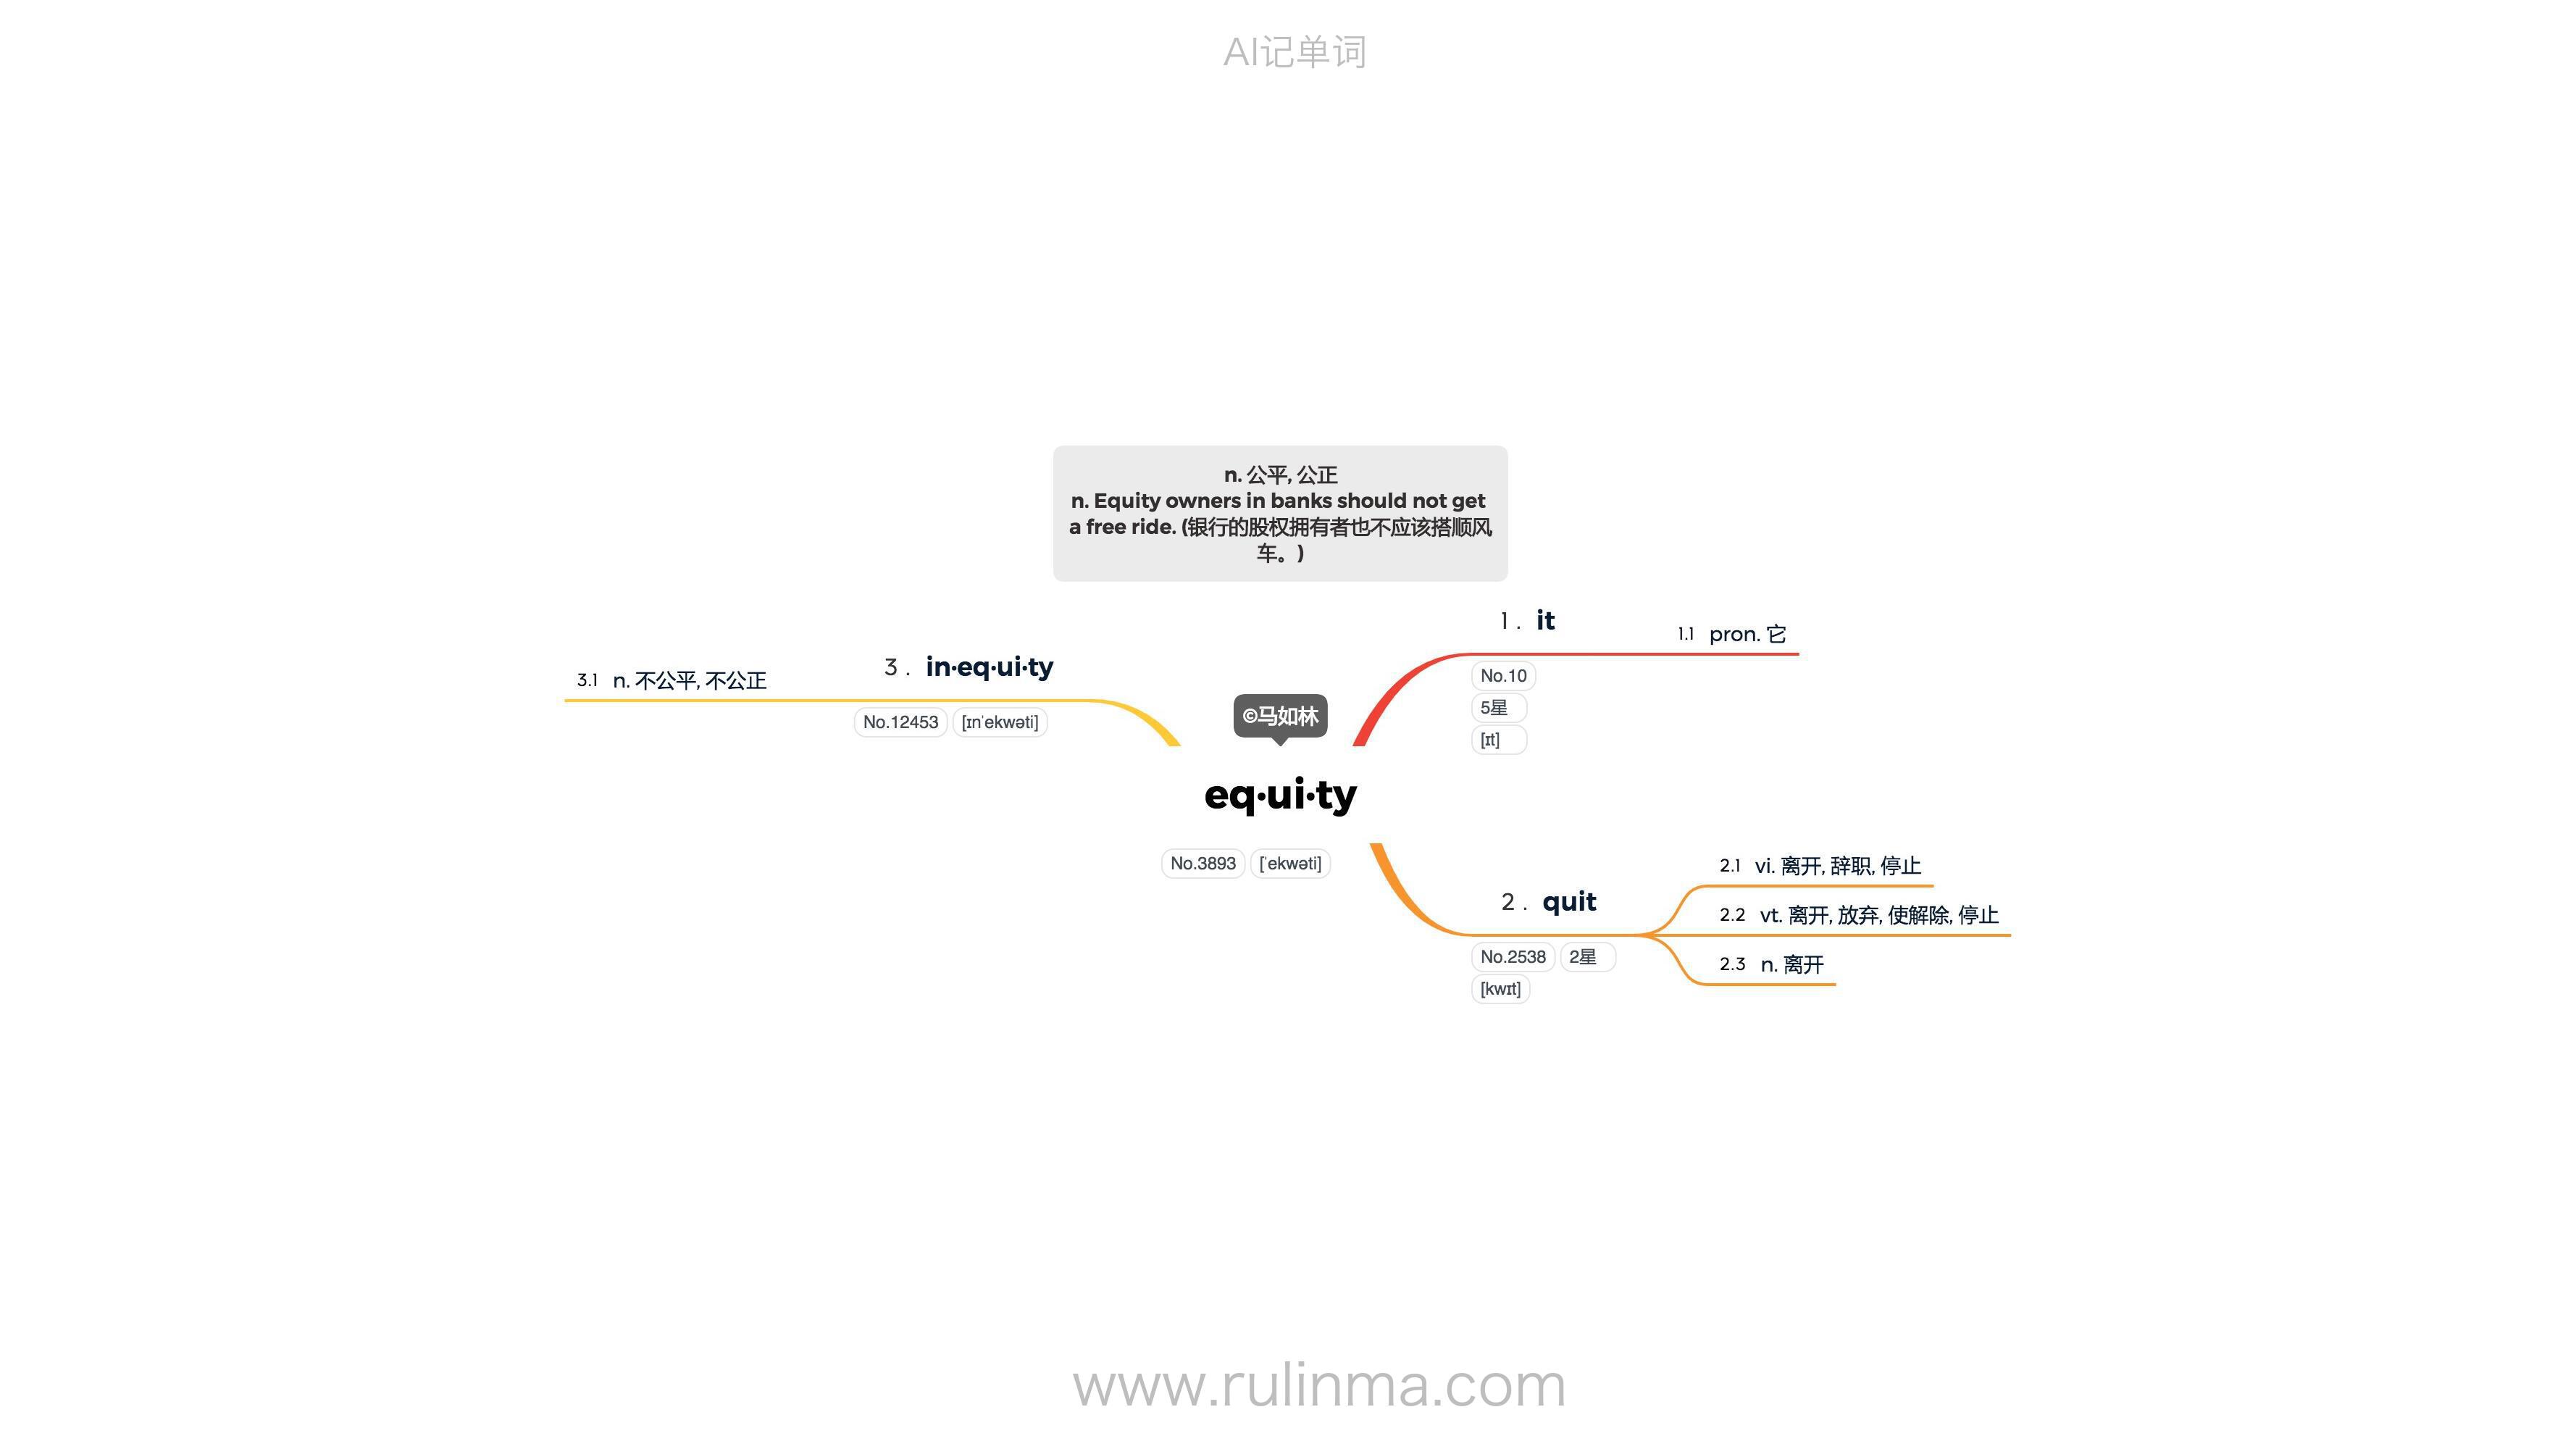 AI记单词
n. 公平, 公正
n. Equity owners in banks should not get
a free ride. (银行的股权拥有者也不应该搭顺风
车。)
1 . it
1.1 pron. 它
No.10
5星
[ɪt]
3 . in·eq·ui·ty
3.1 n. 不公平, 不公正
No.12453 [ɪnˈekwəti]
©马如林
eq·ui·ty
No.3893 [ˈekwəti]
2 . quit
No.2538 2星
[kwɪt]
2.1 vi. 离开, 辞职, 停止
2.2 vt. 离开, 放弃, 使解除, 停止
2.3 n. 离开
www.rulinma.com